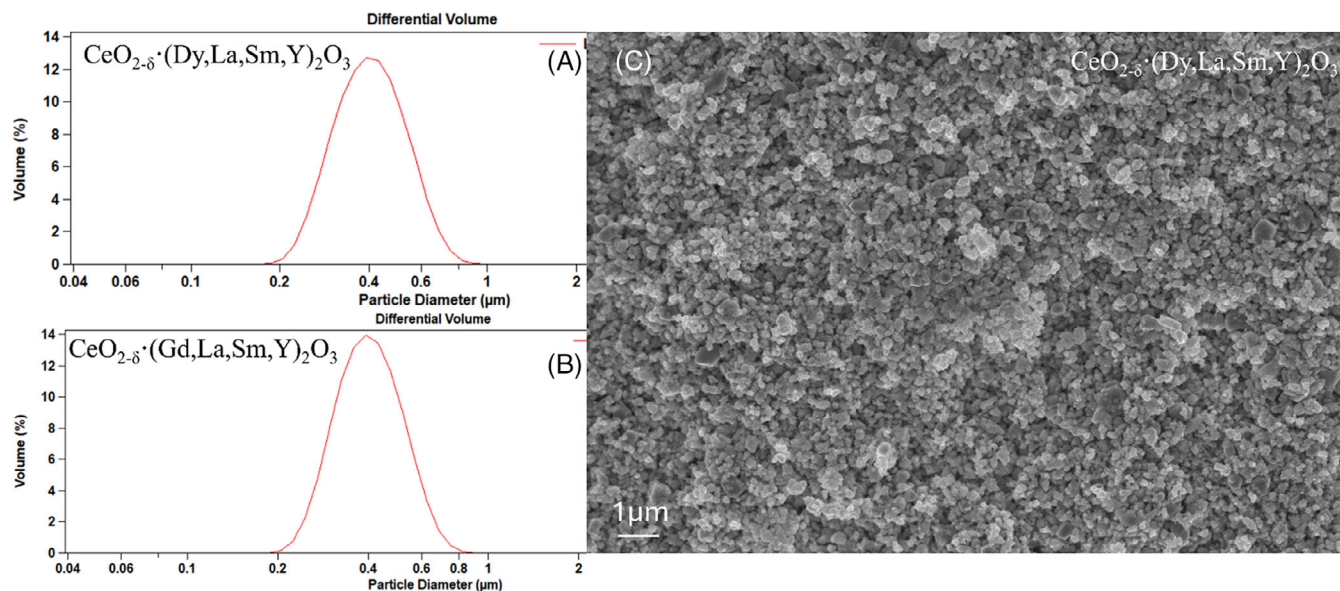 Differential Volume
CeO2-δ·(Dy,La,Sm,Y)2O3
(A)
14
12
10
8
6
4
2
0
Volume (%)
0.04 0.06 0.1 0.2 0.4 0.6 1 2
Particle Diameter (µm)
Differential Volume
CeO2-δ·(Gd,La,Sm,Y)2O3
(B)
14
12
10
8
6
4
2
0
Volume (%)
0.04 0.06 0.1 0.2 0.4 0.6 0.8 1 2
Particle Diameter (µm)
(C)
CeO2-δ·(Dy,La,Sm,Y)2O3
1µm